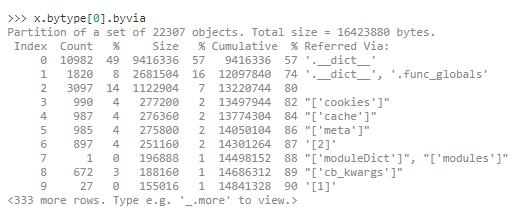 >>> x.bytype[0].byvia
Partition of a set of 22307 objects. Total size = 16423880 bytes.
Index Count % Size % Cumulative % Referred Via:
0 10982 49 9416336 57 9416336 57 '.__dict__'
1 1820 8 2681504 16 12097840 74 '.__dict__', '.func_globals'
2 3097 14 1122904 7 13220744 80
3 990 4 277200 2 13497944 82 "['cookies']"
4 987 4 276360 2 13774304 84 "['cache']"
5 985 4 275800 2 14050104 86 "['meta']"
6 897 4 251160 2 14301264 87 '[2]'
7 1 0 196888 1 14498152 88 "['moduleDict']", "['modules']"
8 672 3 188160 1 14686312 89 "['cb_kwargs']"
9 27 0 155016 1 14841328 90 '[1]'
<333 more rows. Type e.g. '_.more' to view.>